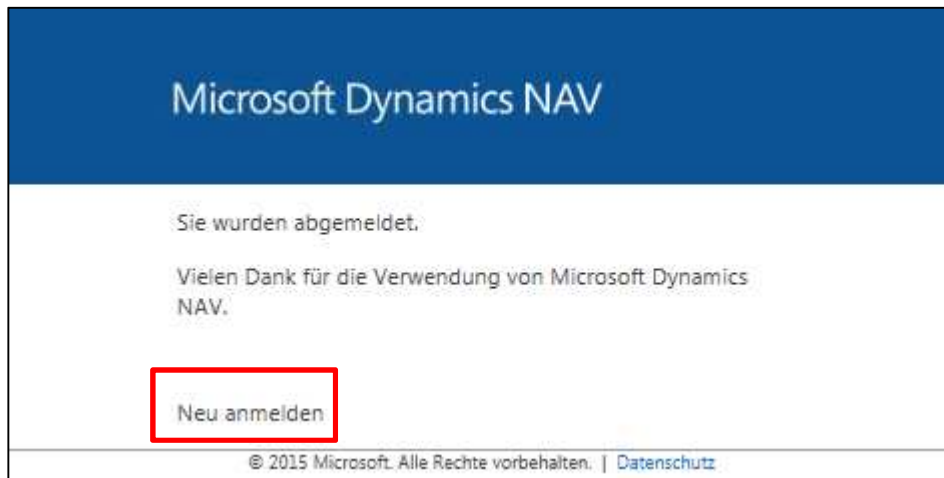 Microsoft Dynamics NAV
Sie wurden abgemeldet.
Vielen Dank für die Verwendung von Microsoft Dynamics
NAV.
Neu anmelden
© 2015 Microsoft. Alle Rechte vorbehalten. | Datenschutz